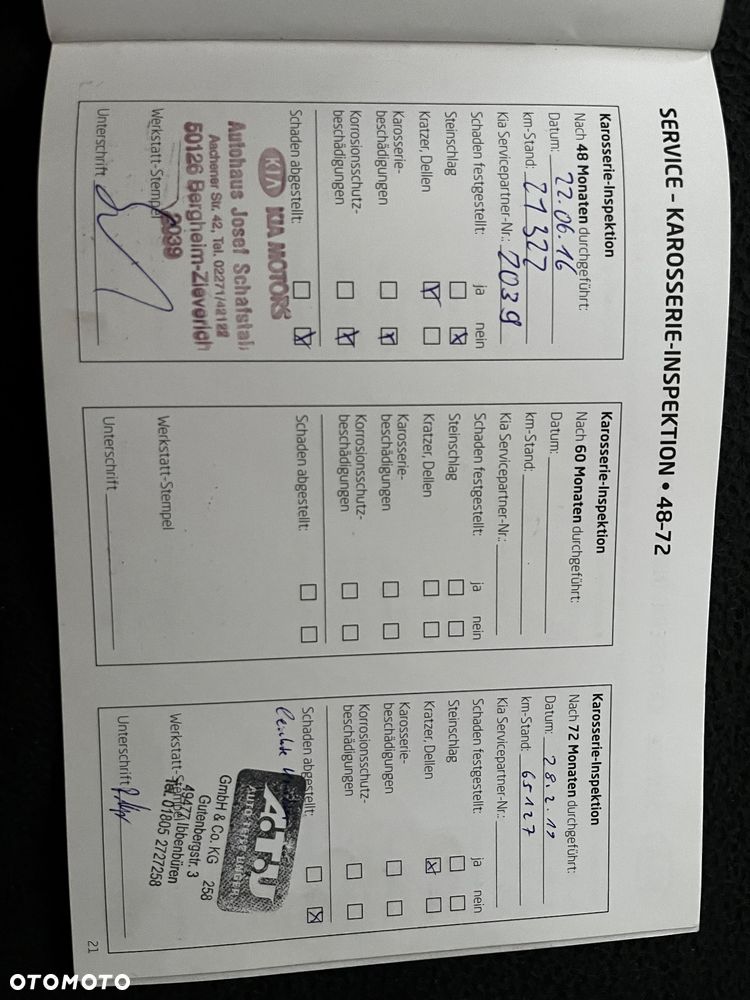 SERVICE - KAROSSERIE-INSPEKTION • 48-72
Karosserie-Inspektion
Nach 48 Monaten durchgeführt:
Datum: 22.06.16
km-Stand: 21 322
Kia Servicepartner-Nr.: 2039
Schaden festgestellt: ja nein
Steinschlag
Kratzer, Dellen
Karosserie-
beschädigungen
Korrosionsschutz-
beschädigungen
Schaden abgestellt:
KIA KIA MOTORS
Autohaus Josef Schafstall
Aachener Str. 42, Tel. 02271/42122
50126 Bergheim-Zieverich
2039
Werkstatt-Stempel
Unterschrift
Karosserie-Inspektion
Nach 60 Monaten durchgeführt:
Datum:
km-Stand:
Kia Servicepartner-Nr.:
Schaden festgestellt: ja nein
Steinschlag
Kratzer, Dellen
Karosserie-
beschädigungen
Korrosionsschutz-
beschädigungen
Schaden abgestellt:
Werkstatt-Stempel
Unterschrift
Karosserie-Inspektion
Nach 72 Monaten durchgeführt:
Datum: 28.2.19
km-Stand: 65127
Kia Servicepartner-Nr.:
Schaden festgestellt: ja nein
Steinschlag
Kratzer, Dellen
Karosserie-
beschädigungen
Korrosionsschutz-
beschädigungen
Schaden abgestellt:
Leichte
GmbH & Co. KG 258
Gutenbergstr. 3
49477 Ibbenbüren
Tel. 01805 2727258
Werkstatt-Stempel
Unterschrift
21
OTOMOTO